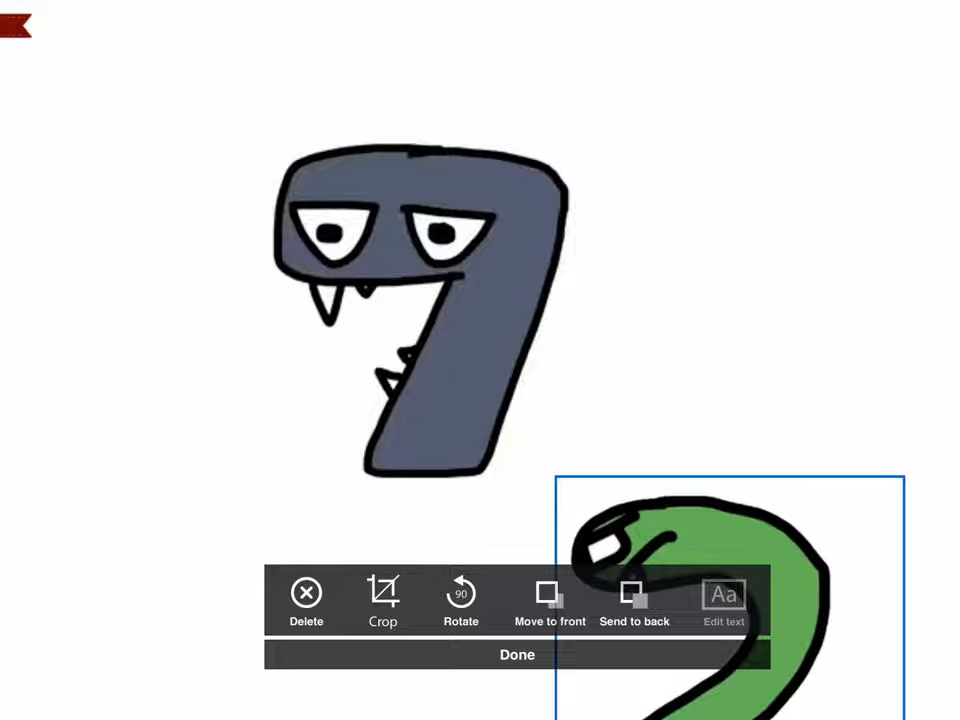 90
Delete
Crop
Rotate
Move to front
Send to back
Aa
Edit text
Done